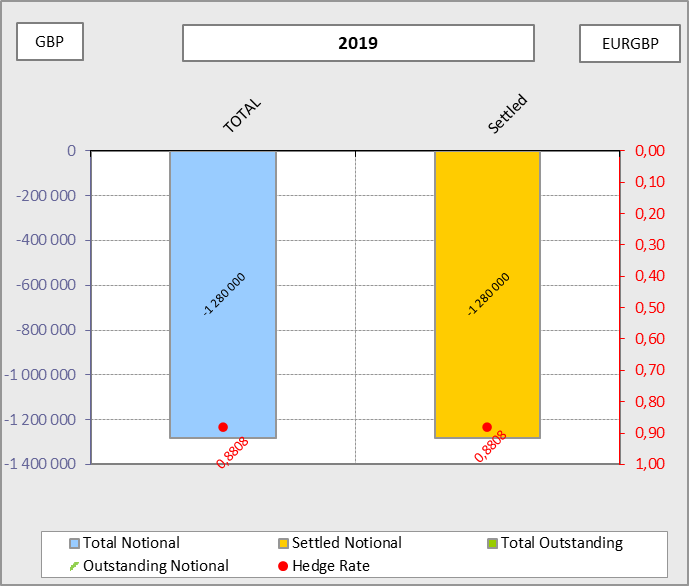 GBP 2019 EURGBP
TOTAL Settled
0 0,00
-200 000 0,10
-400 000 0,20
-600 000 0,30
-800 000 0,40
-1 000 000 0,50
-1 200 000 0,60
-1 400 000 0,70
0,80
0,90
1,00
-1 280 000 -1 280 000
0,8808 0,8808
Total Notional Settled Notional Total Outstanding
Outstanding Notional Hedge Rate